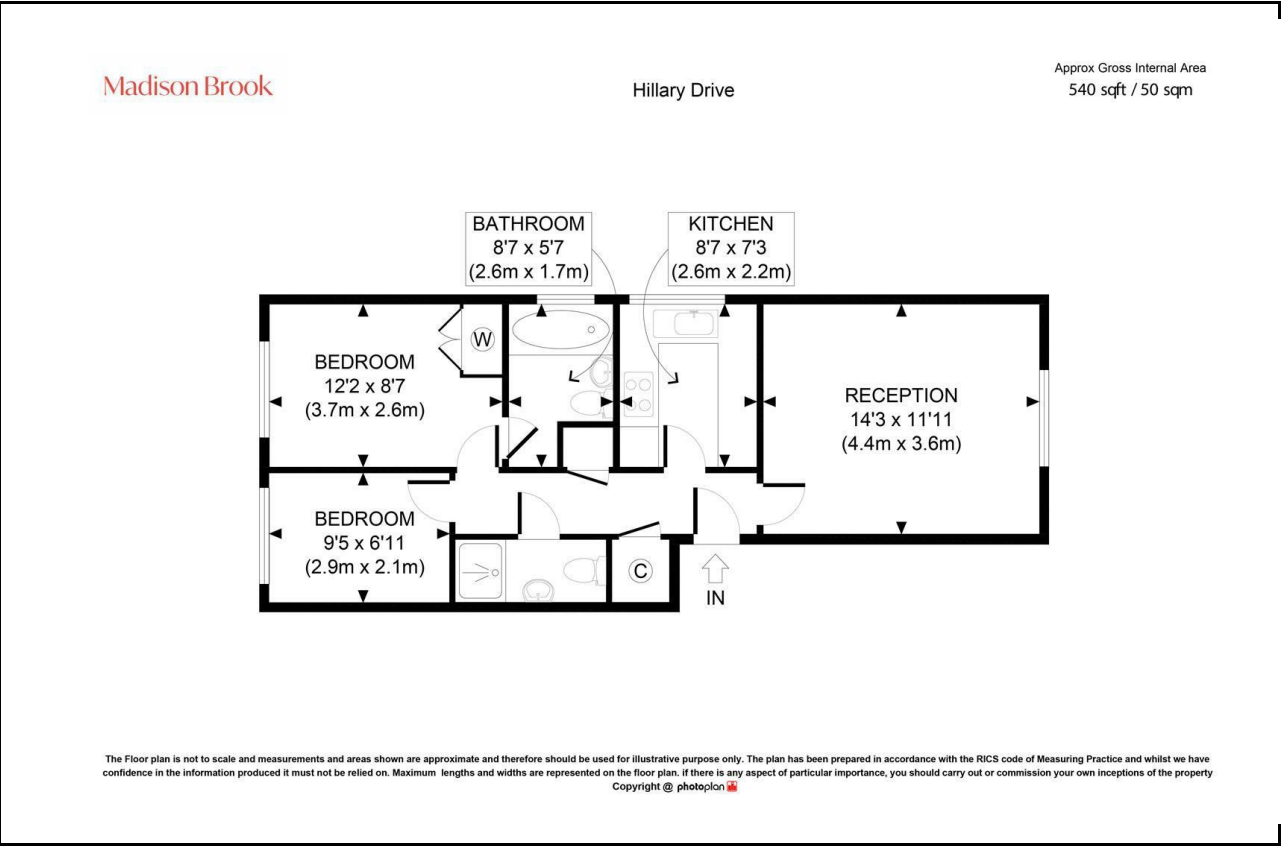 Madison Brook
Hillary Drive
Approx Gross Internal Area
540 sqft / 50 sqm
BATHROOM
8'7 x 5'7
(2.6m x 1.7m)
KITCHEN
8'7 x 7'3
(2.6m x 2.2m)
W
BEDROOM
12'2 x 8'7
(3.7m x 2.6m)
RECEPTION
14'3 x 11'11
(4.4m x 3.6m)
BEDROOM
9'5 x 6'11
(2.9m x 2.1m)
C
IN
The Floor plan is not to scale and measurements and areas shown are approximate and therefore should be used for illustrative purpose only. The plan has been prepared in accordance with the RICS code of Measuring Practice and whilst we have
confidence in the information produced it must not be relied on. Maximum lengths and widths are represented on the floor plan. if there is any aspect of particular importance, you should carry out or commission your own inceptions of the property
Copyright @ photoplan